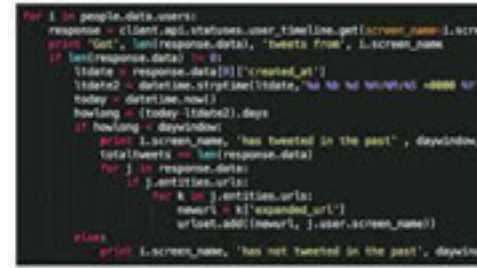 for i in people.data.users:
response = client.api.statuses.user_timeline.get(screen_name=i.scre
print 'Got', len(response.data), 'tweets from', i.screen_name
if len(response.data) != 0:
ltdate = response.data[0]['created_at']
ltdate2 = datetime.strptime(ltdate,'%a %b %d %H:%M:%S +0000 %Y'
today = datetime.now()
howlong = (today-ltdate2).days
if howlong < daywindow:
print i.screen_name, 'has tweeted in the past' , daywindow,
totaltweets += len(response.data)
for j in response.data:
if j.entities.urls:
for k in j.entities.urls:
newurl = k['expanded_url']
urlset.add((newurl, j.user.screen_name))
else:
print i.screen_name, 'has not tweeted in the past', daywind